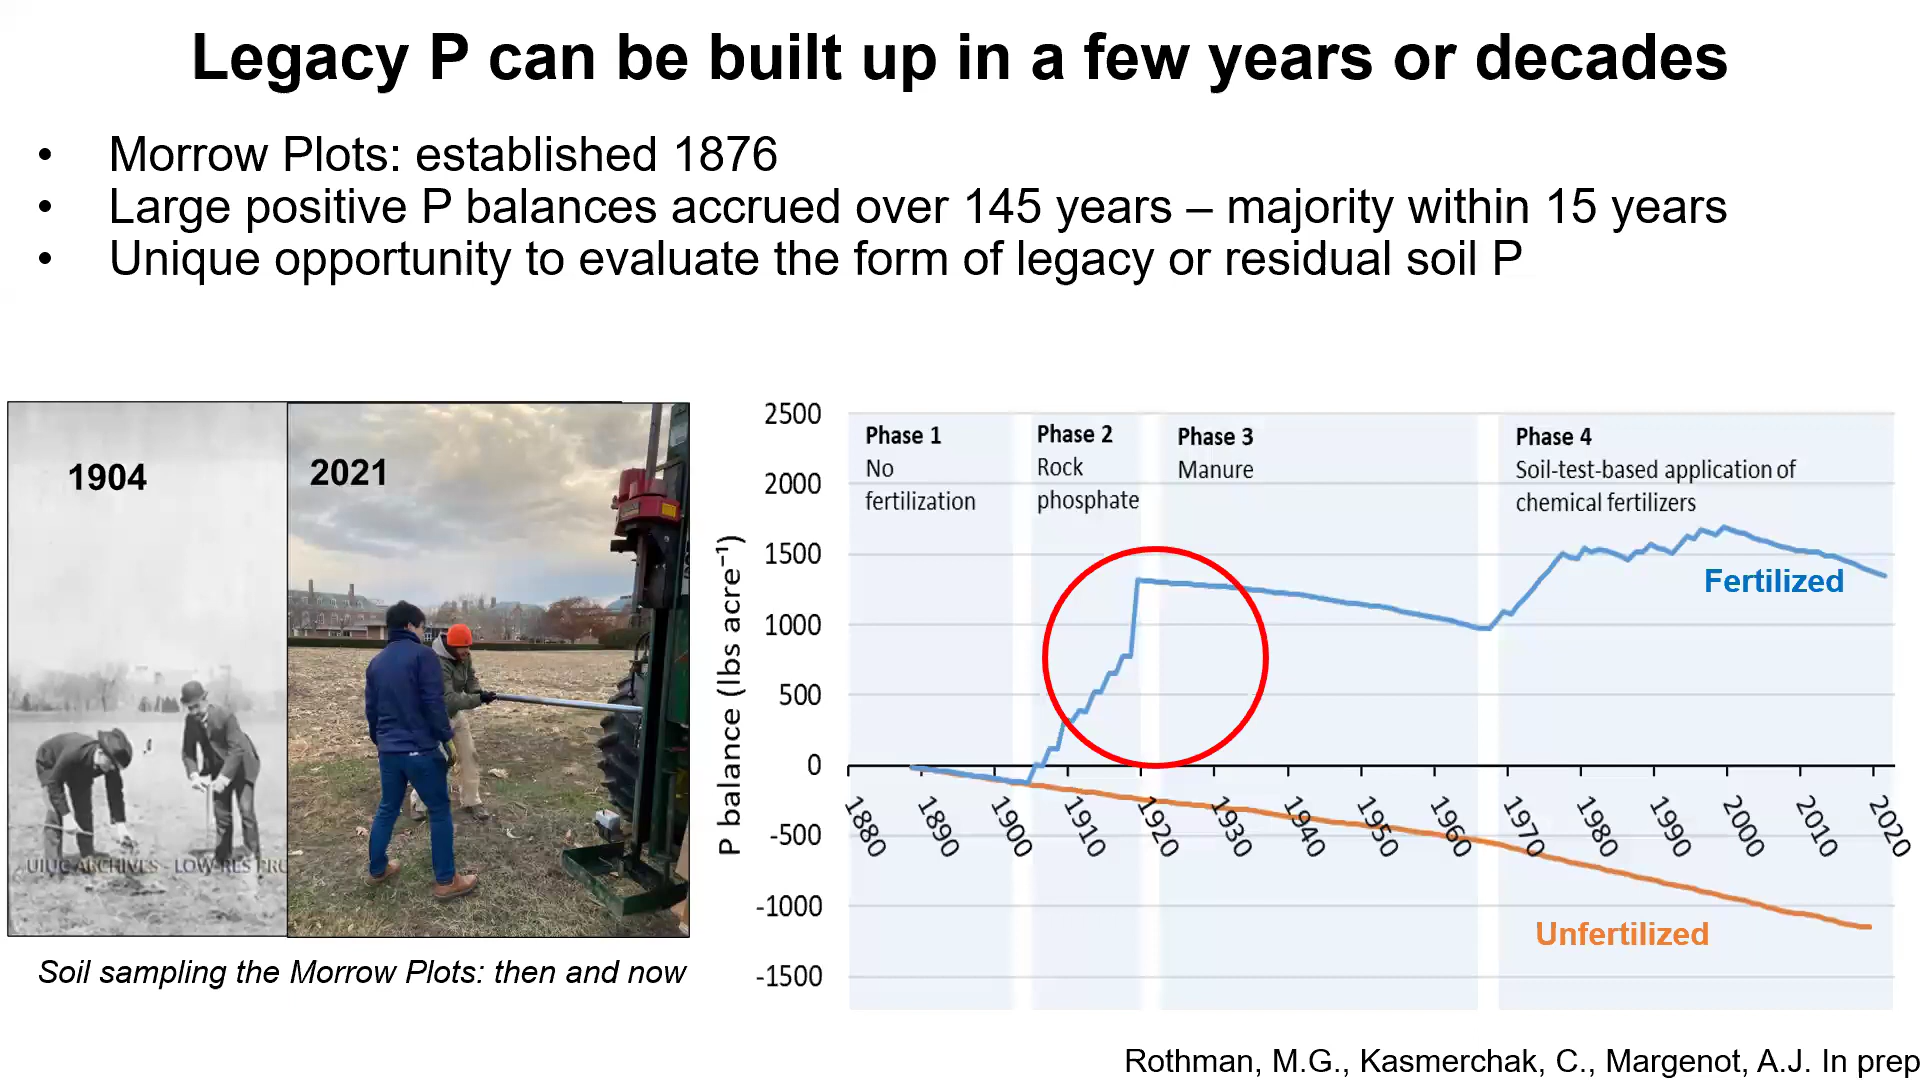 Legacy P can be built up in a few years or decades
• Morrow Plots: established 1876
• Large positive P balances accrued over 145 years – majority within 15 years
• Unique opportunity to evaluate the form of legacy or residual soil P
1904
2021
UIUC ARCHIVES - LOW-RES PRO
Soil sampling the Morrow Plots: then and now
P balance (lbs acre⁻¹)
2500
2000
1500
1000
500
0
-500
-1000
-1500
Phase 1
No
fertilization
Phase 2
Rock
phosphate
Phase 3
Manure
Phase 4
Soil-test-based application of
chemical fertilizers
Fertilized
Unfertilized
1880 1890 1900 1910 1920 1930 1940 1950 1960 1970 1980 1990 2000 2010 2020
Rothman, M.G., Kasmerchak, C., Margenot, A.J. In prep